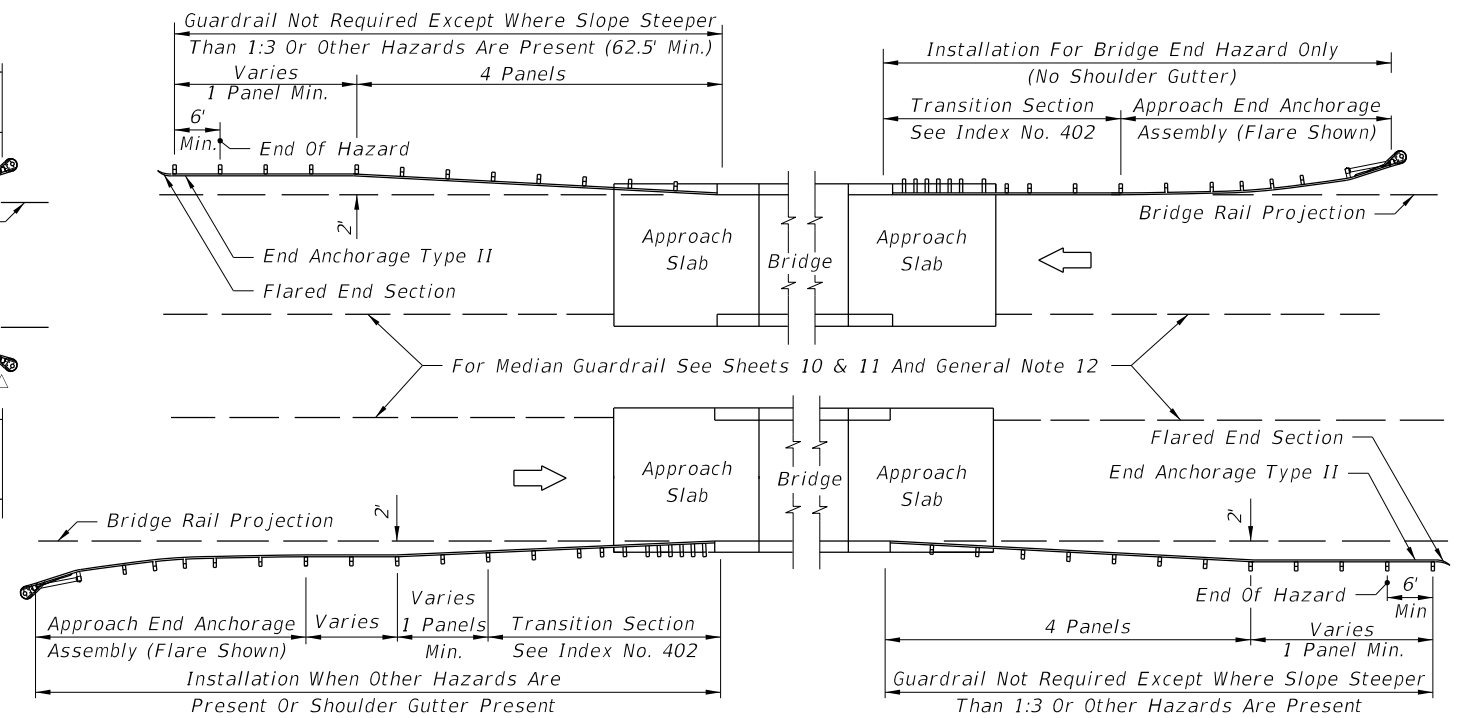 Guardrail Not Required Except Where Slope Steeper
Than 1:3 Or Other Hazards Are Present (62.5' Min.)
Varies
1 Panel Min.
4 Panels
6'
Min.
End Of Hazard
2'
End Anchorage Type II
Flared End Section
Installation For Bridge End Hazard Only
(No Shoulder Gutter)
Transition Section
See Index No. 402
Approach End Anchorage
Assembly (Flare Shown)
Bridge Rail Projection
Approach
Slab
Bridge
Approach
Slab
For Median Guardrail See Sheets 10 & 11 And General Note 12
Approach
Slab
Bridge
Approach
Slab
Flared End Section
End Anchorage Type II
2'
Bridge Rail Projection
2'
End Of Hazard
6'
Min
Approach End Anchorage
Assembly (Flare Shown)
Varies
Varies
1 Panels
Min.
Transition Section
See Index No. 402
Installation When Other Hazards Are
Present Or Shoulder Gutter Present
4 Panels
Varies
1 Panel Min.
Guardrail Not Required Except Where Slope Steeper
Than 1:3 Or Other Hazards Are Present